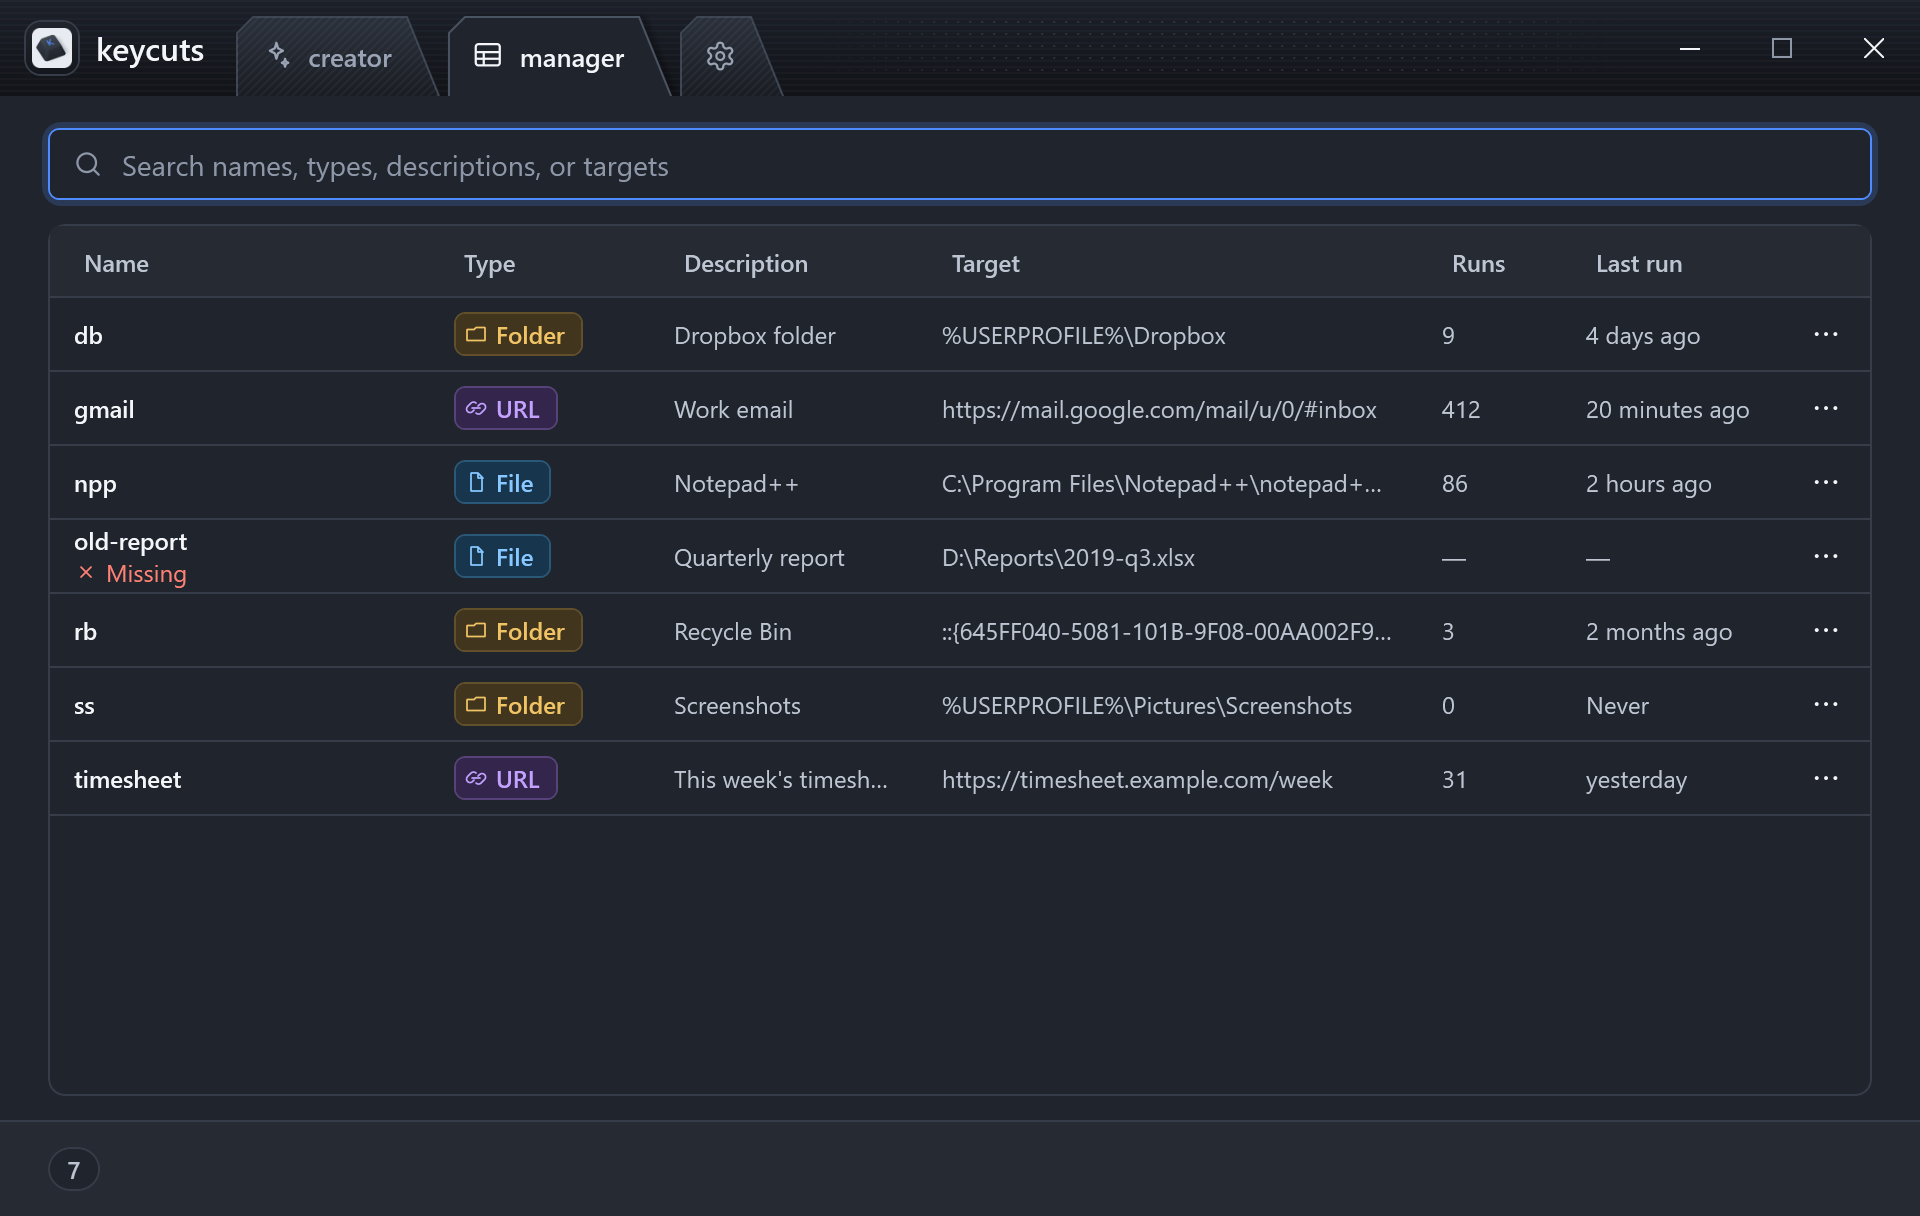 keycuts creator manager
Search names, types, descriptions, or targets
Name Type Description Target Runs Last run
db Folder Dropbox folder %USERPROFILE%\Dropbox 9 4 days ago ...
gmail URL Work email https://mail.google.com/mail/u/0/#inbox 412 20 minutes ago ...
npp File Notepad++ C:\Program Files\Notepad++\notepad+... 86 2 hours ago ...
old-report File Quarterly report D:\Reports\2019-q3.xlsx — — ...
Missing
rb Folder Recycle Bin ::{645FF040-5081-101B-9F08-00AA002F9... 3 2 months ago ...
ss Folder Screenshots %USERPROFILE%\Pictures\Screenshots 0 Never ...
timesheet URL This week's timesh... https://timesheet.example.com/week 31 yesterday ...
7